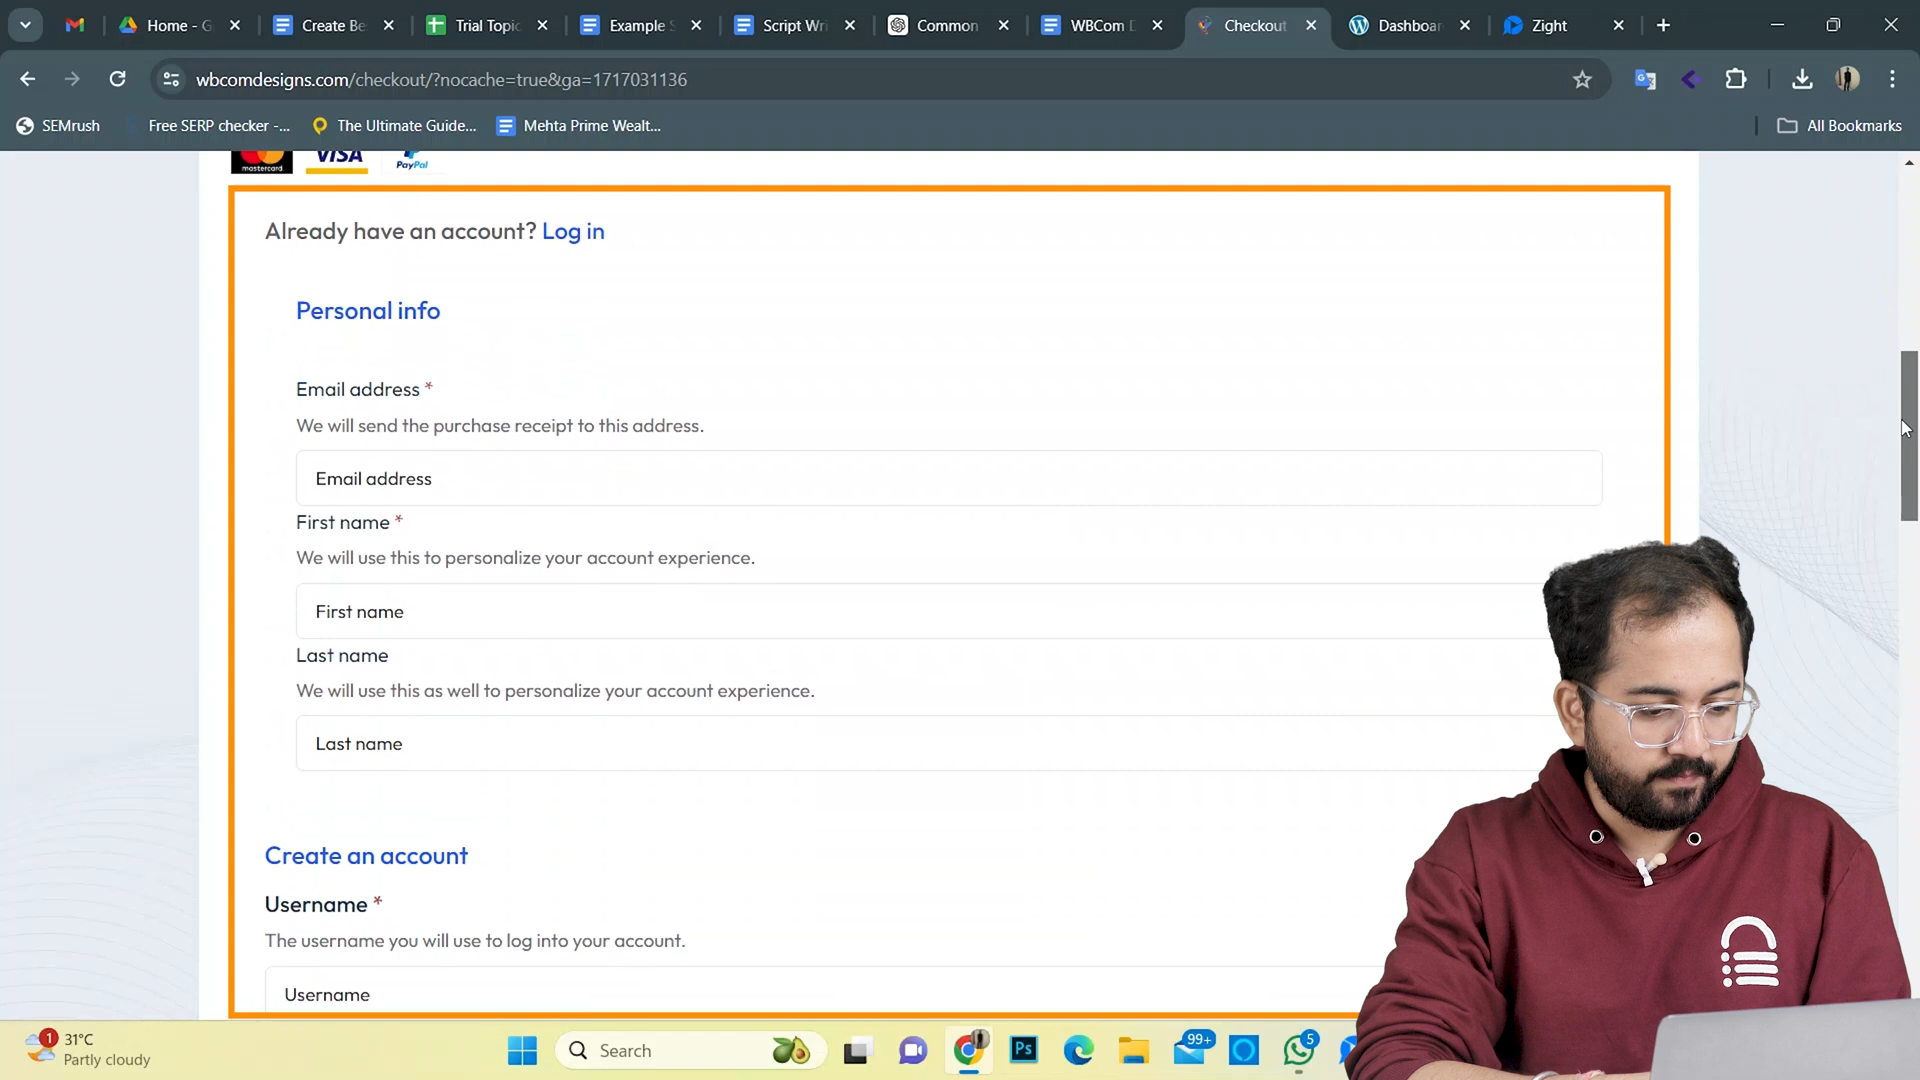 Home - G
Create Be
Trial Topic
Example S
Script Wri
Common
WBCom D
Checkout
Dashboar
Zight
wbcomdesigns.com/checkout/?nocache=true&ga=1717031136
SEMrush
Free SERP checker -...
The Ultimate Guide...
Mehta Prime Wealt...
All Bookmarks
mastercard
VISA
PayPal
Already have an account? Log in
Personal info
Email address *
We will send the purchase receipt to this address.
Email address
First name *
We will use this to personalize your account experience.
First name
Last name
We will use this as well to personalize your account experience.
Last name
Create an account
Username *
The username you will use to log into your account.
Username
1
31°C
Partly cloudy
Search
Ps
99+
5